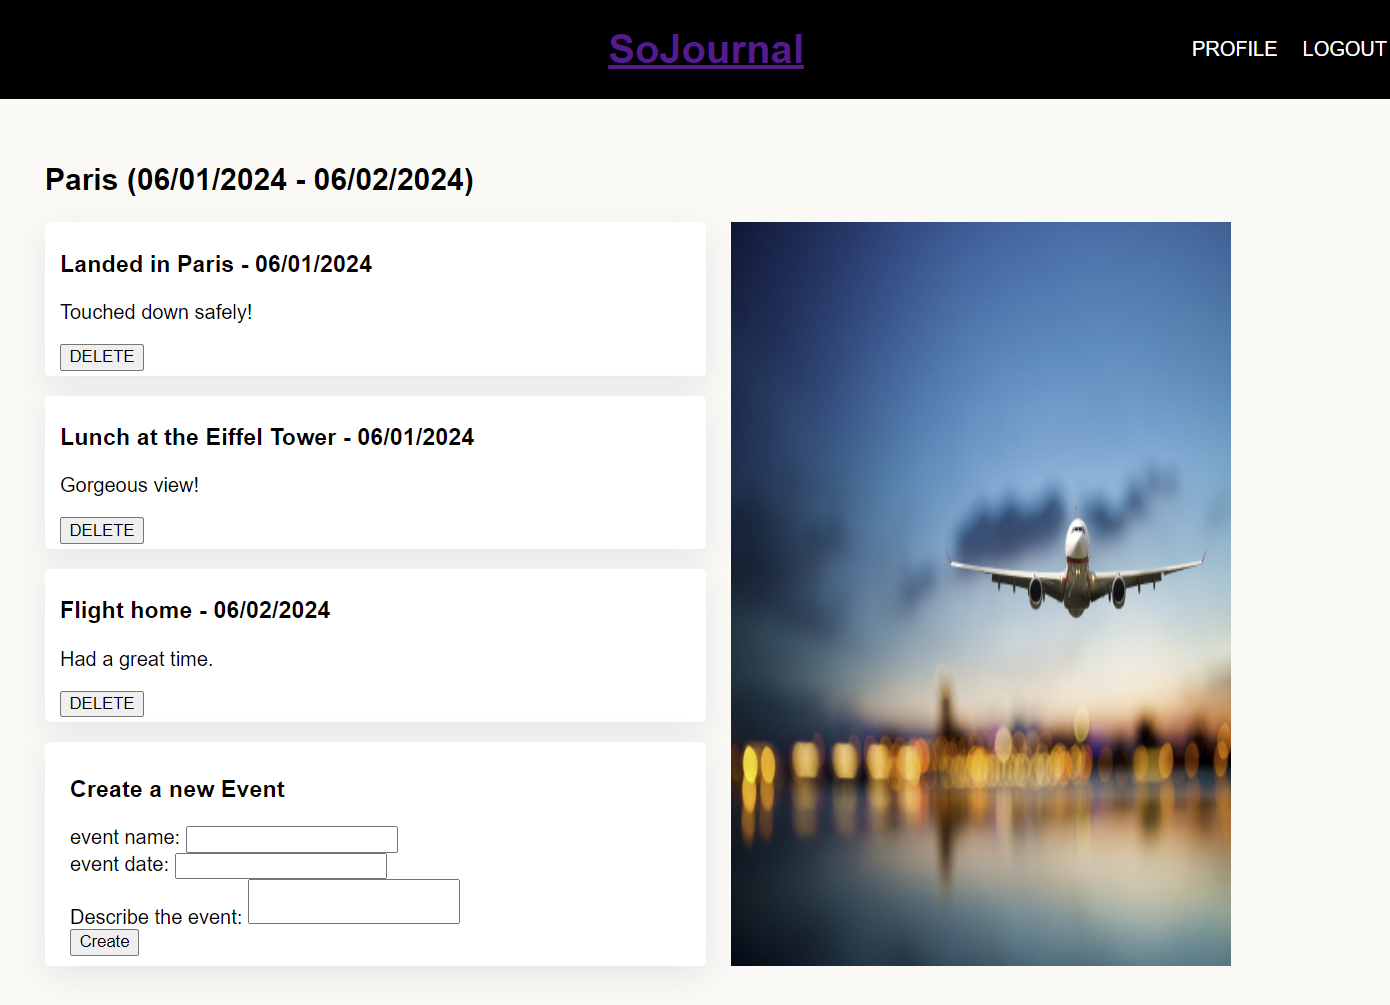 SoJournal
PROFILE LOGOUT
Paris (06/01/2024 - 06/02/2024)
Landed in Paris - 06/01/2024
Touched down safely!
DELETE
Lunch at the Eiffel Tower - 06/01/2024
Gorgeous view!
DELETE
Flight home - 06/02/2024
Had a great time.
DELETE
Create a new Event
event name:
event date:
Describe the event:
Create